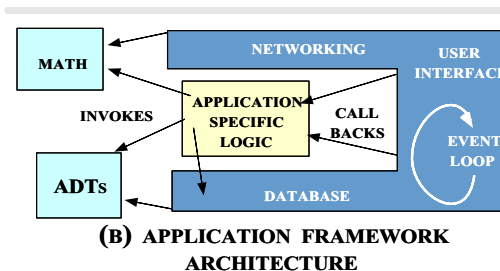 NETWORKING
MATH
USER
INTERFACE
APPLICATION
SPECIFIC
LOGIC
INVOKES
CALL
BACKS
EVENT
LOOP
ADTs
DATABASE
(B) APPLICATION FRAMEWORK
ARCHITECTURE